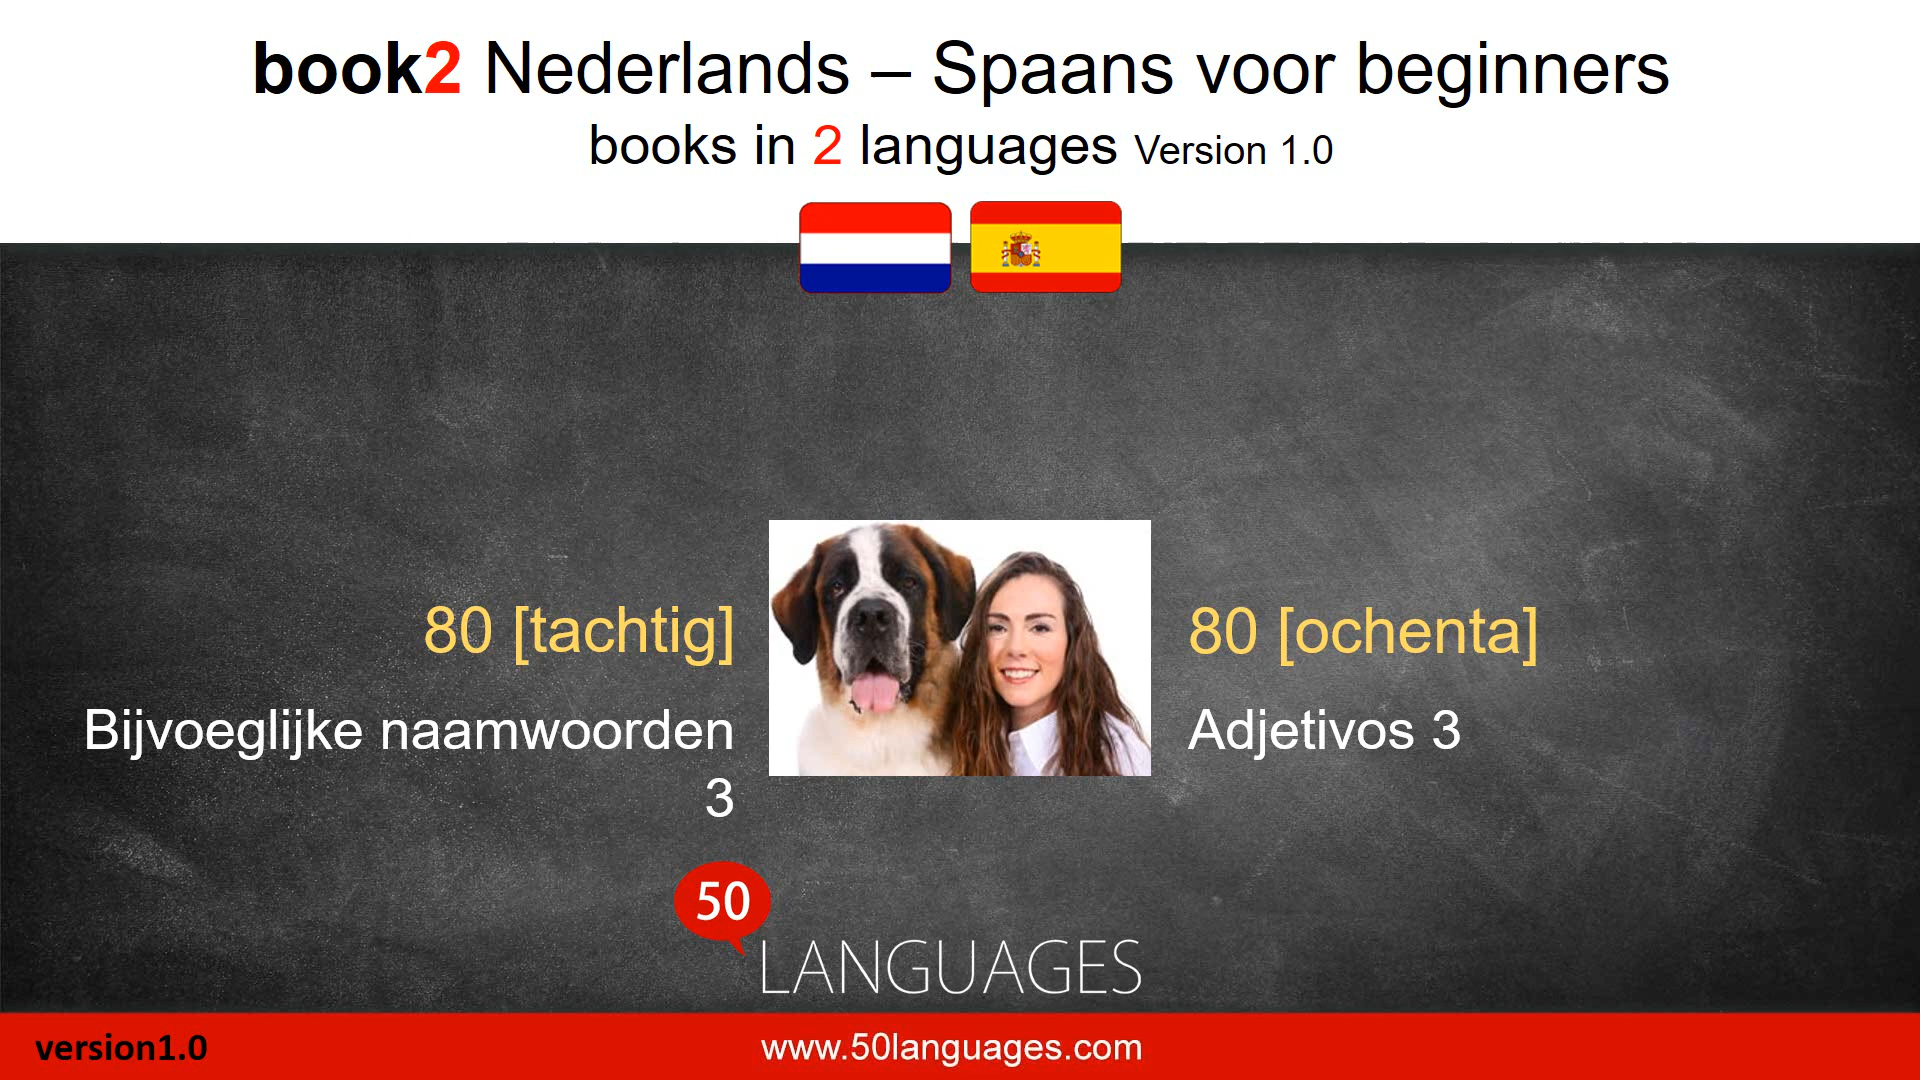 book2 Nederlands – Spaans voor beginners
books in 2 languages Version 1.0
80 [tachtig]
Bijvoeglijke naamwoorden
3
80 [ochenta]
Adjetivos 3
50
LANGUAGES
version1.0
www.50languages.com